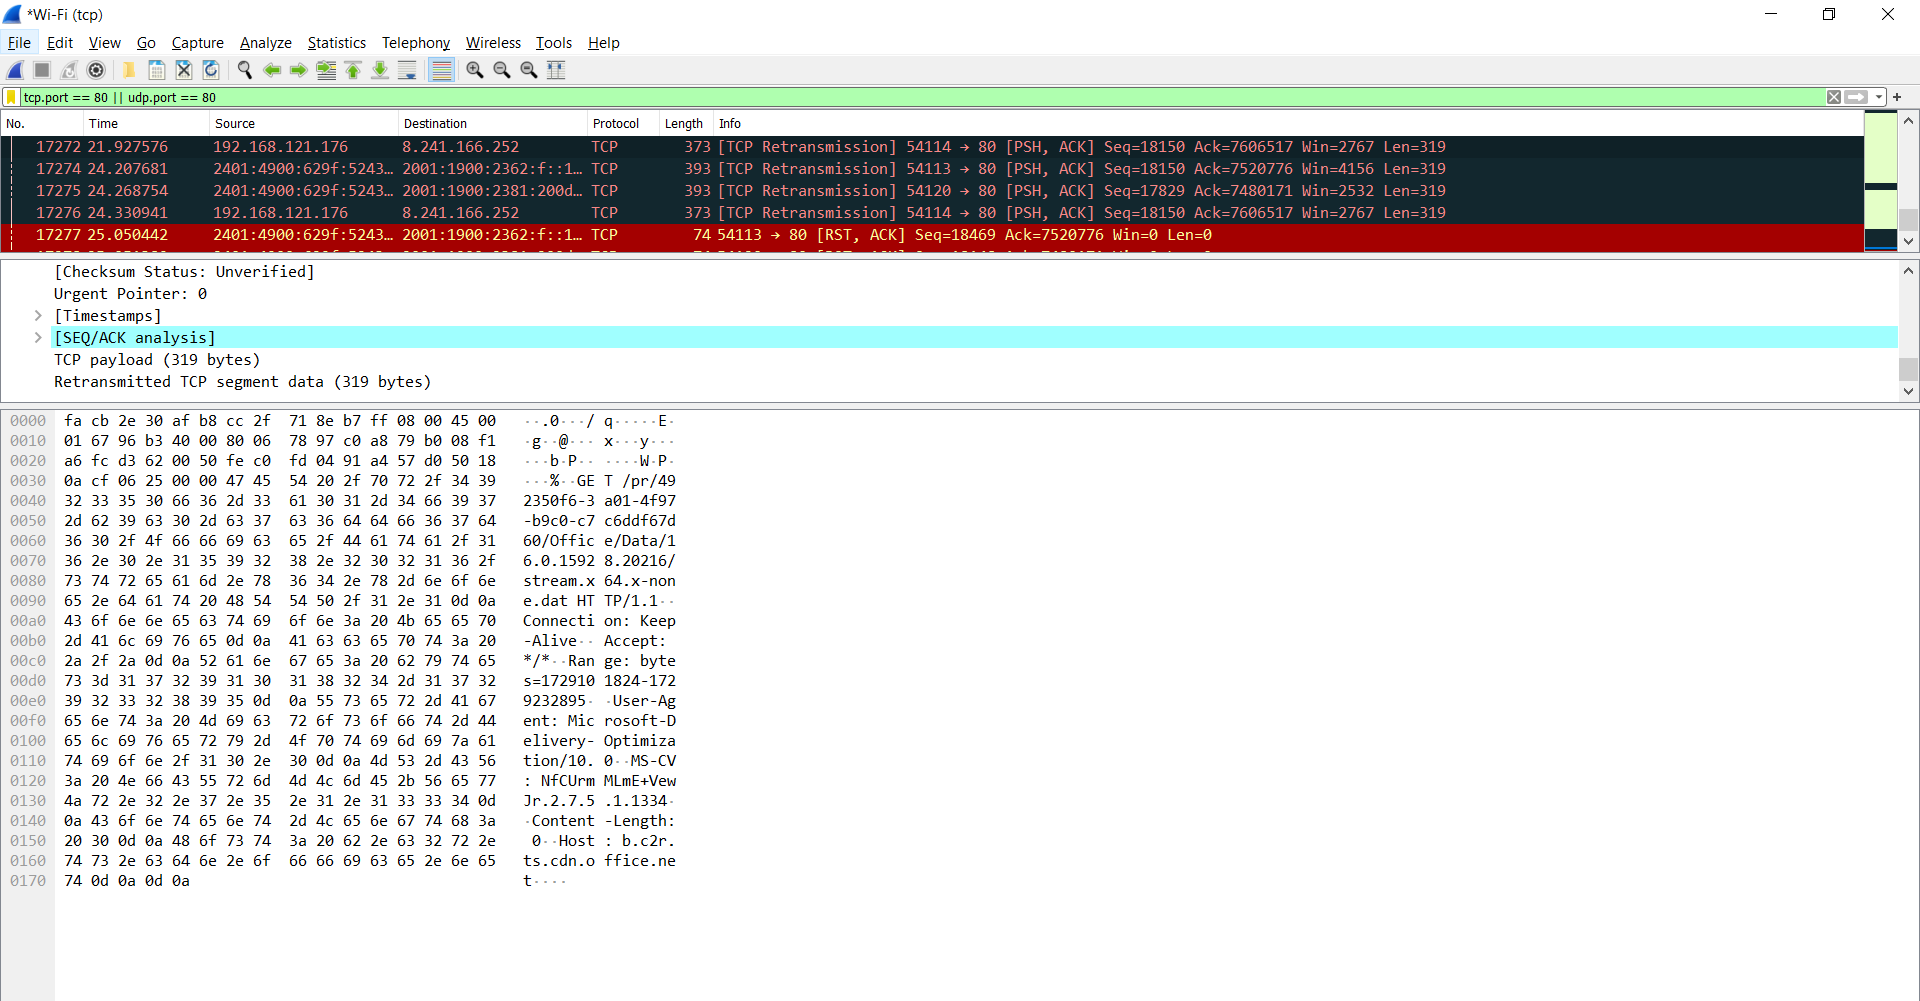 *Wi-Fi (tcp)
File Edit View Go Capture Analyze Statistics Telephony Wireless Tools Help
tcp.port == 80 || udp.port == 80
No. Time Source Destination Protocol Length Info
17272 21.927576 192.168.121.176 8.241.166.252 TCP 373 [TCP Retransmission] 54114 → 80 [PSH, ACK] Seq=18150 Ack=7606517 Win=2767 Len=319
17274 24.207681 2401:4900:629f:5243… 2001:1900:2362:f::1… TCP 393 [TCP Retransmission] 54113 → 80 [PSH, ACK] Seq=18150 Ack=7520776 Win=4156 Len=319
17275 24.268754 2401:4900:629f:5243… 2001:1900:2381:200d… TCP 393 [TCP Retransmission] 54120 → 80 [PSH, ACK] Seq=17829 Ack=7480171 Win=2532 Len=319
17276 24.330941 192.168.121.176 8.241.166.252 TCP 373 [TCP Retransmission] 54114 → 80 [PSH, ACK] Seq=18150 Ack=7606517 Win=2767 Len=319
17277 25.050442 2401:4900:629f:5243… 2001:1900:2362:f::1… TCP 74 54113 → 80 [RST, ACK] Seq=18469 Ack=7520776 Win=0 Len=0
[Checksum Status: Unverified]
Urgent Pointer: 0
[Timestamps]
[SEQ/ACK analysis]
TCP payload (319 bytes)
Retransmitted TCP segment data (319 bytes)
0000 fa cb 2e 30 af b8 cc 2f 71 8e b7 ff 08 00 45 00 ··.0···/ q·····E·
0010 01 67 96 b3 40 00 80 06 78 97 c0 a8 79 b0 08 f1 ·g··@··· x···y···
0020 a6 fc d3 62 00 50 fe c0 fd 04 91 a4 57 d0 50 18 ···b·P·· ····W·P·
0030 0a cf 06 25 00 00 47 45 54 20 2f 70 72 2f 34 39 ···%··GE T /pr/49
0040 32 33 35 30 66 36 2d 33 61 30 31 2d 34 66 39 37 2350f6-3 a01-4f97
0050 2d 62 39 63 30 2d 63 37 63 36 64 64 66 36 37 64 -b9c0-c7 c6ddf67d
0060 36 30 2f 4f 66 66 69 63 65 2f 44 61 74 61 2f 31 60/Offic e/Data/1
0070 36 2e 30 2e 31 35 39 32 38 2e 32 30 32 31 36 2f 6.0.1592 8.20216/
0080 73 74 72 65 61 6d 2e 78 36 34 2e 78 2d 6e 6f 6e stream.x 64.x-non
0090 65 2e 64 61 74 20 48 54 54 50 2f 31 2e 31 0d 0a e.dat HT TP/1.1··
00a0 43 6f 6e 6e 65 63 74 69 6f 6e 3a 20 4b 65 65 70 Connecti on: Keep
00b0 2d 41 6c 69 76 65 0d 0a 41 63 63 65 70 74 3a 20 -Alive·· Accept:
00c0 2a 2f 2a 0d 0a 52 61 6e 67 65 3a 20 62 79 74 65 */*··Ran ge: byte
00d0 73 3d 31 37 32 39 31 30 31 38 32 34 2d 31 37 32 s=172910 1824-172
00e0 39 32 33 32 38 39 35 0d 0a 55 73 65 72 2d 41 67 9232895· ·User-Ag
00f0 65 6e 74 3a 20 4d 69 63 72 6f 73 6f 66 74 2d 44 ent: Mic rosoft-D
0100 65 6c 69 76 65 72 79 2d 4f 70 74 69 6d 69 7a 61 elivery- Optimiza
0110 74 69 6f 6e 2f 31 30 2e 30 0d 0a 4d 53 2d 43 56 tion/10. 0··MS-CV
0120 3a 20 4e 66 43 55 72 6d 4d 4c 6d 45 2b 56 65 77 : NfCUrm MLmE+Vew
0130 4a 72 2e 32 2e 37 2e 35 2e 31 2e 31 33 33 34 0d Jr.2.7.5 .1.1334·
0140 0a 43 6f 6e 74 65 6e 74 2d 4c 65 6e 67 74 68 3a ·Content -Length:
0150 20 30 0d 0a 48 6f 73 74 3a 20 62 2e 63 32 72 2e 0··Host : b.c2r.
0160 74 73 2e 63 64 6e 2e 6f 66 66 69 63 65 2e 6e 65 ts.cdn.o ffice.ne
0170 74 0d 0a 0d 0a t····